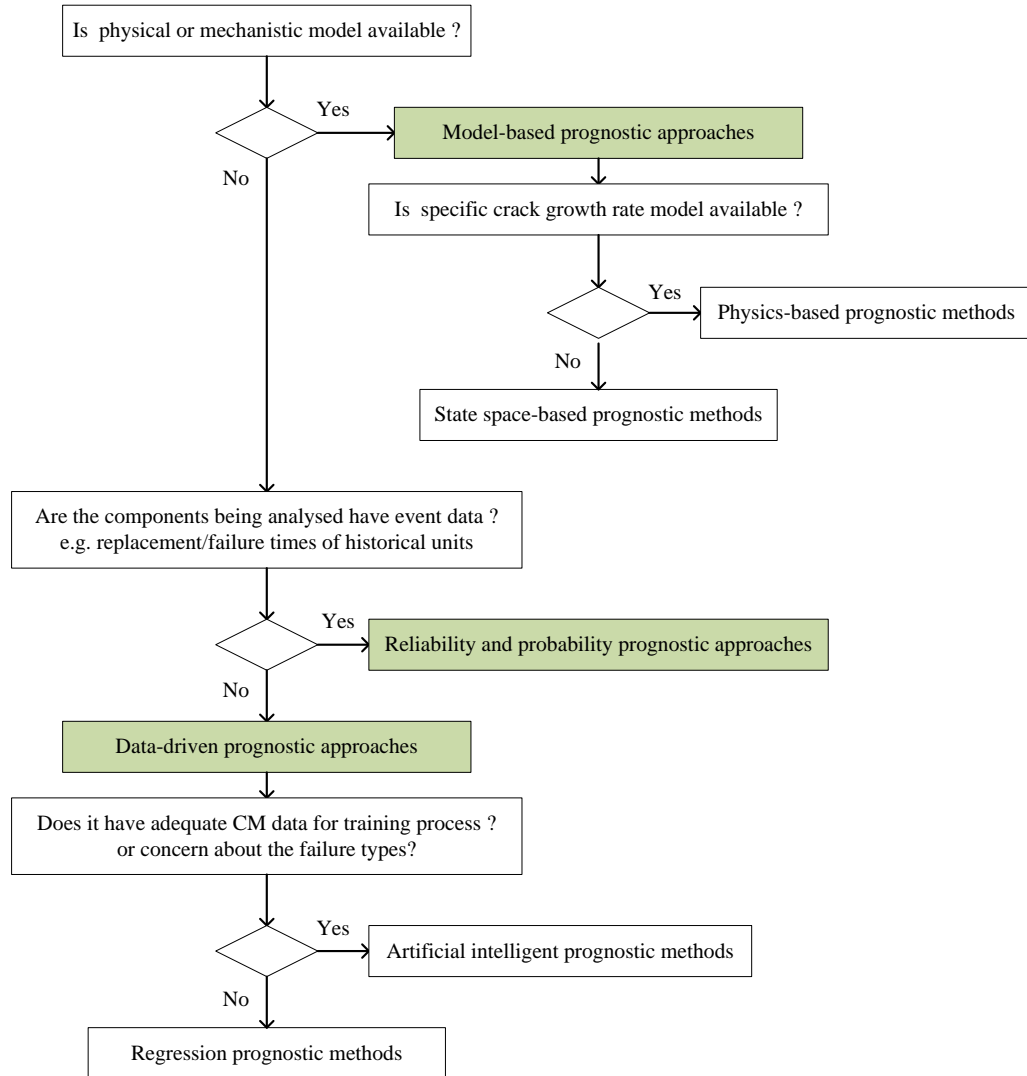 Is physical or mechanistic model available ?
Yes
Model-based prognostic approaches
No
Is specific crack growth rate model available ?
Yes
Physics-based prognostic methods
No
State space-based prognostic methods
Are the components being analysed have event data ?
e.g. replacement/failure times of historical units
Yes
Reliability and probability prognostic approaches
No
Data-driven prognostic approaches
Does it have adequate CM data for training process ?
or concern about the failure types?
Yes
Artificial intelligent prognostic methods
No
Regression prognostic methods